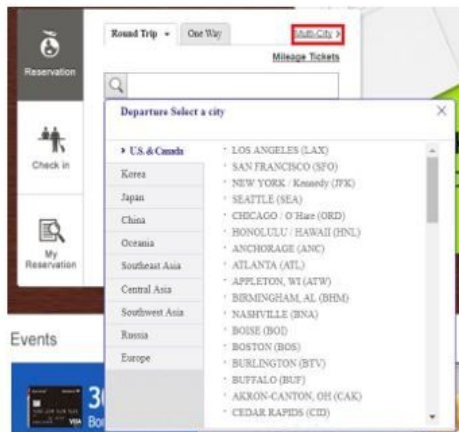 Round Trip
One Way
Multi-City >
Mileage Tickets
Reservation
Check in
My
Reservation
Departure Select a city
U.S. & Canada
Korea
Japan
China
Oceania
Southeast Asia
Central Asia
Southwest Asia
Russia
Europe
LOS ANGELES (LAX)
SAN FRANCISCO (SFO)
NEW YORK / Kennedy (JFK)
SEATTLE (SEA)
CHICAGO / O'Hare (ORD)
HONOLULU / HAWAII (HNL)
ANCHORAGE (ANC)
ATLANTA (ATL)
APPLETON, WI (ATW)
BIRMINGHAM, AL (BHM)
NASHVILLE (BNA)
BOISE (BOI)
BOSTON (BOS)
BURLINGTON (BTV)
BUFFALO (BUF)
AKRON-CANTON, OH (CAK)
CEDAR RAPIDS (CID)
Events
30
Bo
VISA